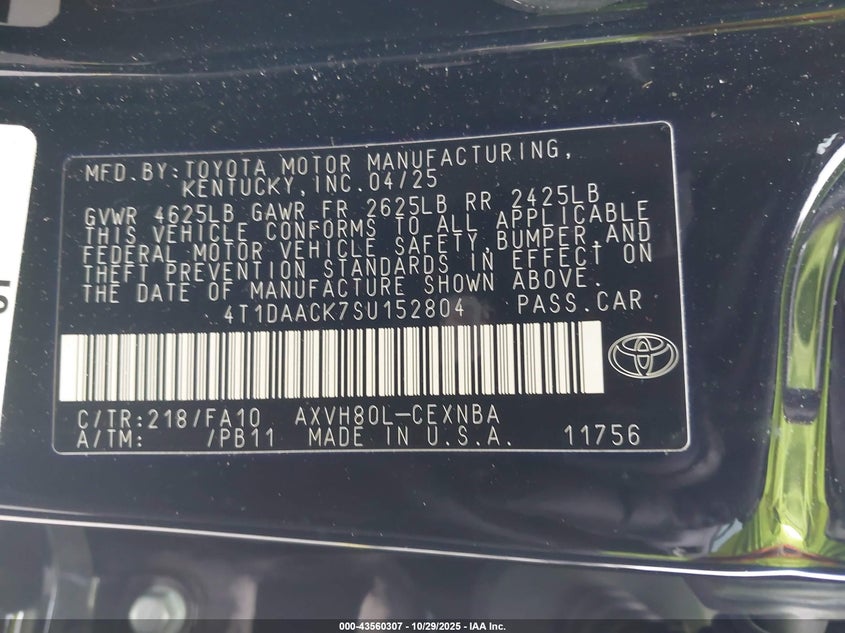 MFD. BY: TOYOTA MOTOR MANUFACTURING,
KENTUCKY, INC. 04/25
GVWR 4625LB GAWR FR 2625LB RR 2425LB
THIS VEHICLE CONFORMS TO ALL APPLICABLE
FEDERAL MOTOR VEHICLE SAFETY, BUMPER, AND
THEFT PREVENTION STANDARDS IN EFFECT ON
THE DATE OF MANUFACTURE SHOWN ABOVE.
4T1DAACK7SU152804 PASS. CAR
C/TR: 218/FA10 AXVH80L-CEXNBA
A/TM: /PB11 MADE IN U.S.A. 11756
000-43560307 - 10/29/2025 - IAA Inc.